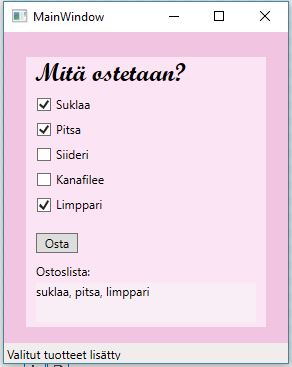 MainWindow
Mitä ostetaan?
Suklaa
Pitsa
Siideri
Kanafilee
Limppari
Osta
Ostoslista:
suklaa, pitsa, limppari
Valitut tuotteet lisätty